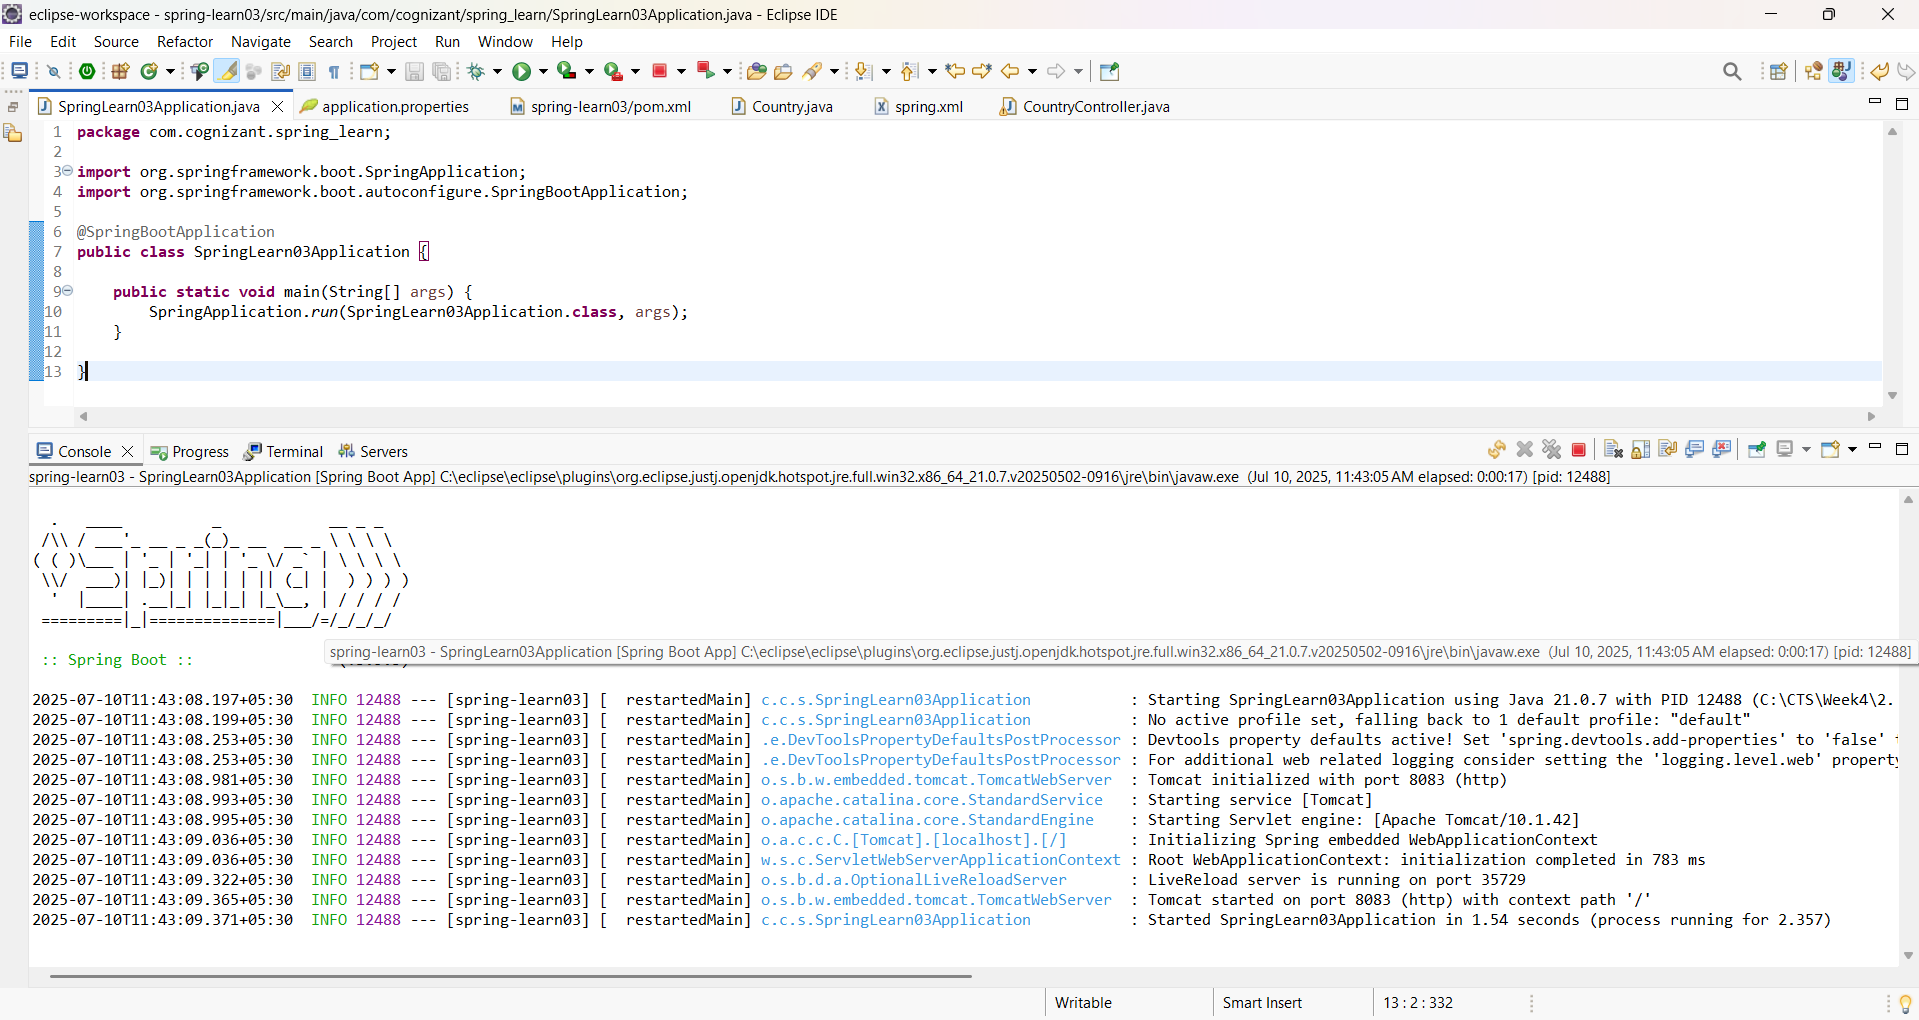 eclipse-workspace - spring-learn03/src/main/java/com/cognizant/spring_learn/SpringLearn03Application.java - Eclipse IDE
File Edit Source Refactor Navigate Search Project Run Window Help
SpringLearn03Application.java application.properties spring-learn03/pom.xml Country.java spring.xml CountryController.java
1 package com.cognizant.spring_learn;
2
3 import org.springframework.boot.SpringApplication;
4 import org.springframework.boot.autoconfigure.SpringBootApplication;
5
6 @SpringBootApplication
7 public class SpringLearn03Application {
8
9 public static void main(String[] args) {
10 SpringApplication.run(SpringLearn03Application.class, args);
11 }
12
13 }
Console Progress Terminal Servers
spring-learn03 - SpringLearn03Application [Spring Boot App] C:\eclipse\eclipse\plugins\org.eclipse.justj.openjdk.hotspot.jre.full.win32.x86_64_21.0.7.v20250502-0916\jre\bin\javaw.exe (Jul 10, 2025, 11:43:05 AM elapsed: 0:00:17) [pid: 12488]
Spring
:: Spring Boot ::
spring-learn03 - SpringLearn03Application [Spring Boot App] C:\eclipse\eclipse\plugins\org.eclipse.justj.openjdk.hotspot.jre.full.win32.x86_64_21.0.7.v20250502-0916\jre\bin\javaw.exe (Jul 10, 2025, 11:43:05 AM elapsed: 0:00:17) [pid: 12488]
2025-07-10T11:43:08.197+05:30 INFO 12488 --- [spring-learn03] [ restartedMain] c.c.s.SpringLearn03Application : Starting SpringLearn03Application using Java 21.0.7 with PID 12488 (C:\CTS\Week4\2.
2025-07-10T11:43:08.199+05:30 INFO 12488 --- [spring-learn03] [ restartedMain] c.c.s.SpringLearn03Application : No active profile set, falling back to 1 default profile: "default"
2025-07-10T11:43:08.253+05:30 INFO 12488 --- [spring-learn03] [ restartedMain] .e.DevToolsPropertyDefaultsPostProcessor : Devtools property defaults active! Set 'spring.devtools.add-properties' to 'false'
2025-07-10T11:43:08.253+05:30 INFO 12488 --- [spring-learn03] [ restartedMain] .e.DevToolsPropertyDefaultsPostProcessor : For additional web related logging consider setting the 'logging.level.web' property
2025-07-10T11:43:08.981+05:30 INFO 12488 --- [spring-learn03] [ restartedMain] o.s.b.w.embedded.tomcat.TomcatWebServer : Tomcat initialized with port 8083 (http)
2025-07-10T11:43:08.993+05:30 INFO 12488 --- [spring-learn03] [ restartedMain] o.apache.catalina.core.StandardService : Starting service [Tomcat]
2025-07-10T11:43:08.995+05:30 INFO 12488 --- [spring-learn03] [ restartedMain] o.apache.catalina.core.StandardEngine : Starting Servlet engine: [Apache Tomcat/10.1.42]
2025-07-10T11:43:09.036+05:30 INFO 12488 --- [spring-learn03] [ restartedMain] o.a.c.c.C.[Tomcat].[localhost].[/] : Initializing Spring embedded WebApplicationContext
2025-07-10T11:43:09.036+05:30 INFO 12488 --- [spring-learn03] [ restartedMain] w.s.c.ServletWebServerApplicationContext : Root WebApplicationContext: initialization completed in 783 ms
2025-07-10T11:43:09.322+05:30 INFO 12488 --- [spring-learn03] [ restartedMain] o.s.b.d.a.OptionalLiveReloadServer : LiveReload server is running on port 35729
2025-07-10T11:43:09.365+05:30 INFO 12488 --- [spring-learn03] [ restartedMain] o.s.b.w.embedded.tomcat.TomcatWebServer : Tomcat started on port 8083 (http) with context path '/'
2025-07-10T11:43:09.371+05:30 INFO 12488 --- [spring-learn03] [ restartedMain] c.c.s.SpringLearn03Application : Started SpringLearn03Application in 1.54 seconds (process running for 2.357)
Writable Smart Insert 13 : 2 : 332